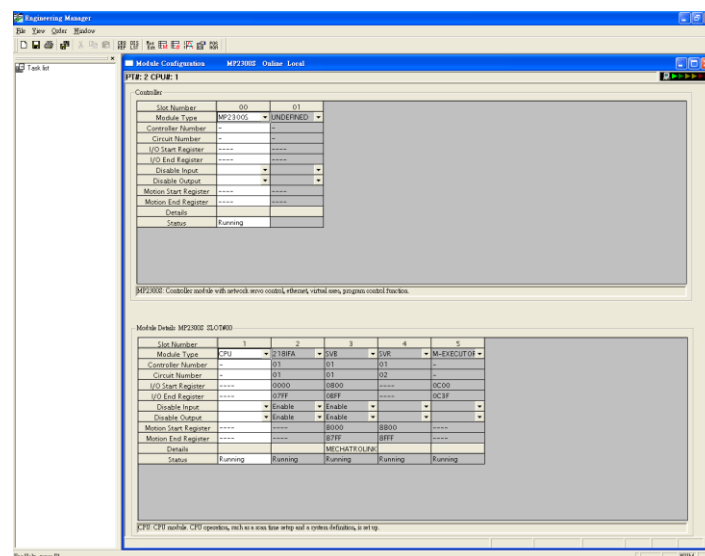 Engineering Manager
File View Order Window
Task list
Module Configuration MP2300S Online Local
PT#: 2 CPU#: 1
Controller
Slot Number 00 01
Module Type MP2300S UNDEFINED
Controller Number - -
Circuit Number - -
I/O Start Register ---- ----
I/O End Register ---- ----
Disable Input
Disable Output
Motion Start Register ---- ----
Motion End Register ---- ----
Details
Status Running
MP2300S: Controller module with network servo control, ethernet, virtual axes, program control function.
Module Details: MP2300S SLOT#00
Slot Number 1 2 3 4 5
Module Type CPU 218IFA SVB SVR M-EXECUTOR
Controller Number - 01 01 01 -
Circuit Number - 01 01 02 -
I/O Start Register ---- 0000 0800 ---- 0C00
I/O End Register ---- 07FF 0BFF ---- 0C3F
Disable Input Enable Enable
Disable Output Enable Enable
Motion Start Register ---- ---- 8000 8800 ----
Motion End Register ---- ---- 87FF 8FFF ----
Details MECHATROLINK
Status Running Running Running Running Running
CPU: CPU module. CPU operation, such as a scan time setup and a system definition, is set up.